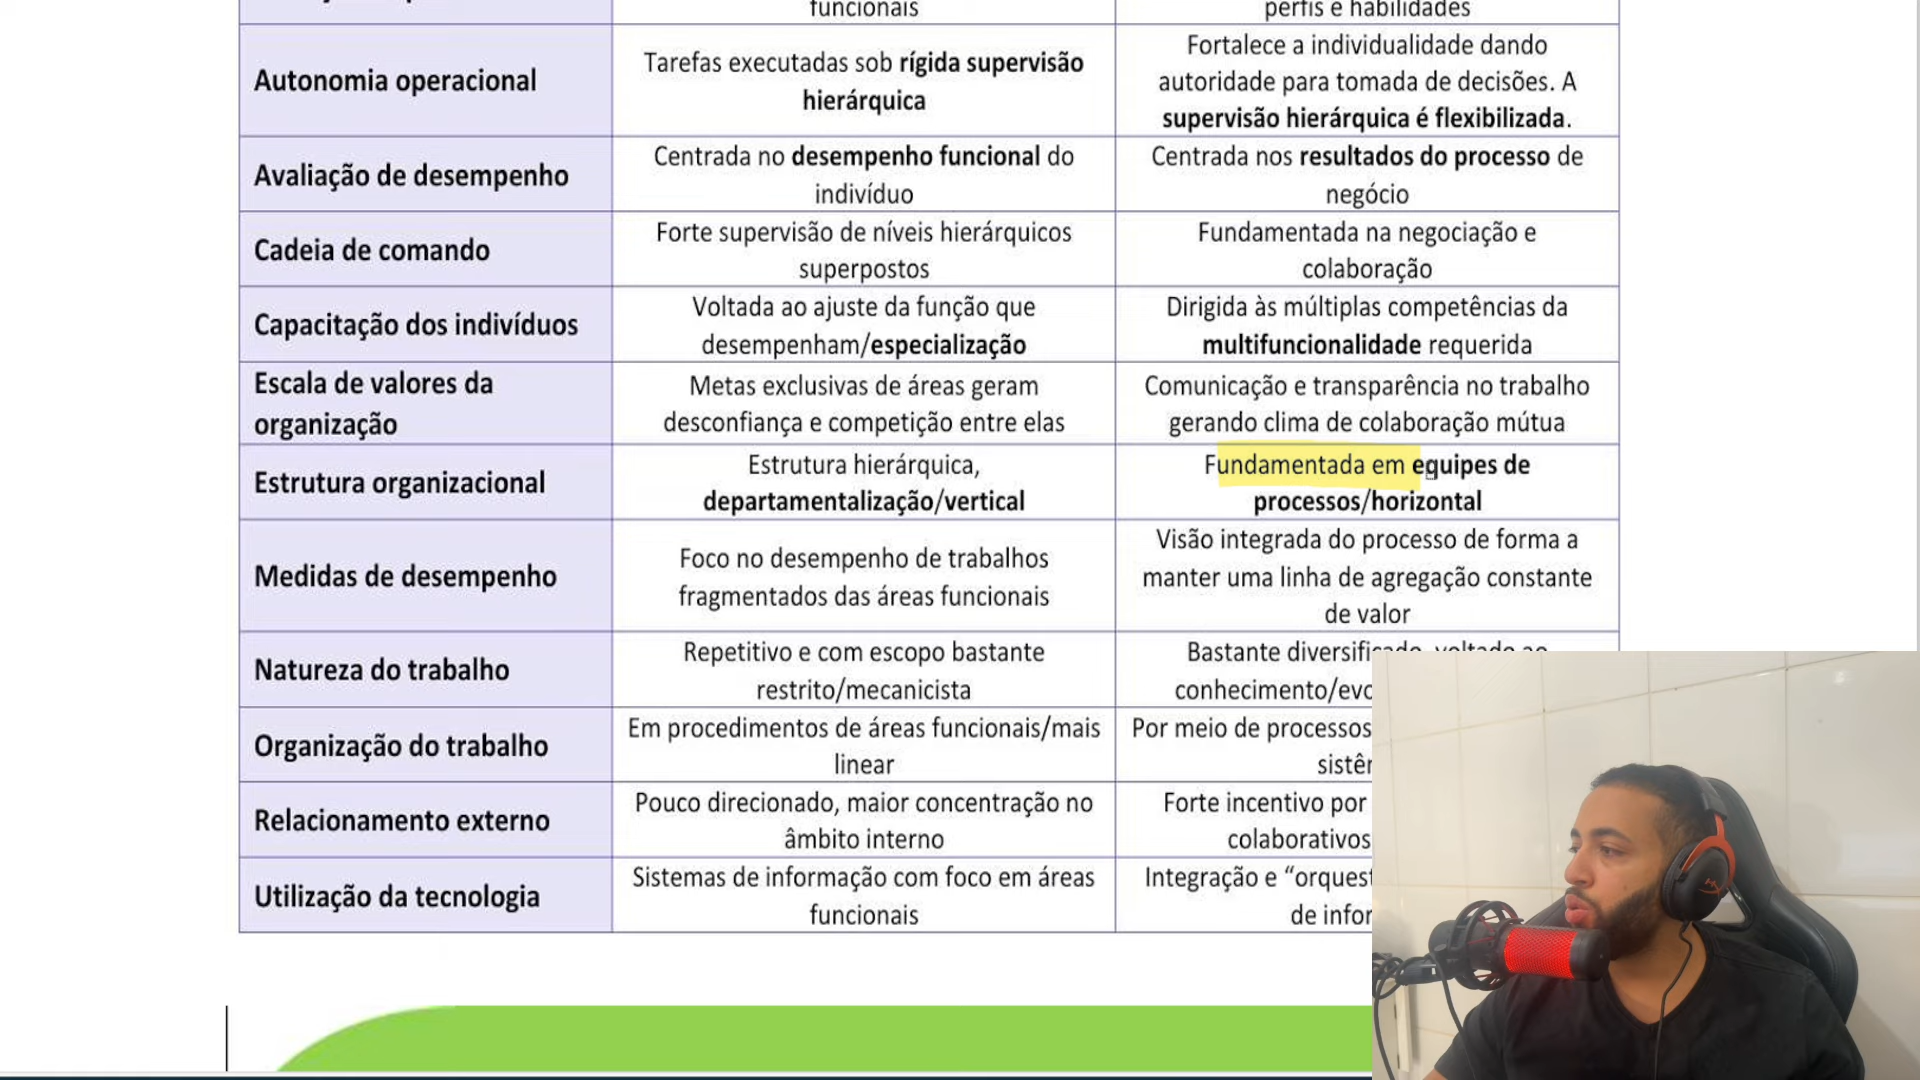 funcionais
perfis e habilidades
Autonomia operacional
Tarefas executadas sob rígida supervisão
hierárquica
Fortalece a individualidade dando
autoridade para tomada de decisões. A
supervisão hierárquica é flexibilizada.
Avaliação de desempenho
Centrada no desempenho funcional do
indivíduo
Centrada nos resultados do processo de
negócio
Cadeia de comando
Forte supervisão de níveis hierárquicos
superpostos
Fundamentada na negociação e
colaboração
Capacitação dos indivíduos
Voltada ao ajuste da função que
desempenham/especialização
Dirigida às múltiplas competências da
multifuncionalidade requerida
Escala de valores da
organização
Metas exclusivas de áreas geram
desconfiança e competição entre elas
Comunicação e transparência no trabalho
gerando clima de colaboração mútua
Estrutura organizacional
Estrutura hierárquica,
departamentalização/vertical
Fundamentada em equipes de
processos/horizontal
Medidas de desempenho
Foco no desempenho de trabalhos
fragmentados das áreas funcionais
Visão integrada do processo de forma a
manter uma linha de agregação constante
de valor
Natureza do trabalho
Repetitivo e com escopo bastante
restrito/mecanicista
Bastante diversificado, voltado ao
conhecimento/evo
Organização do trabalho
Em procedimentos de áreas funcionais/mais
linear
Por meio de processos
sistêr
Relacionamento externo
Pouco direcionado, maior concentração no
âmbito interno
Forte incentivo por
colaborativos
Utilização da tecnologia
Sistemas de informação com foco em áreas
funcionais
Integração e “orquest
de infor